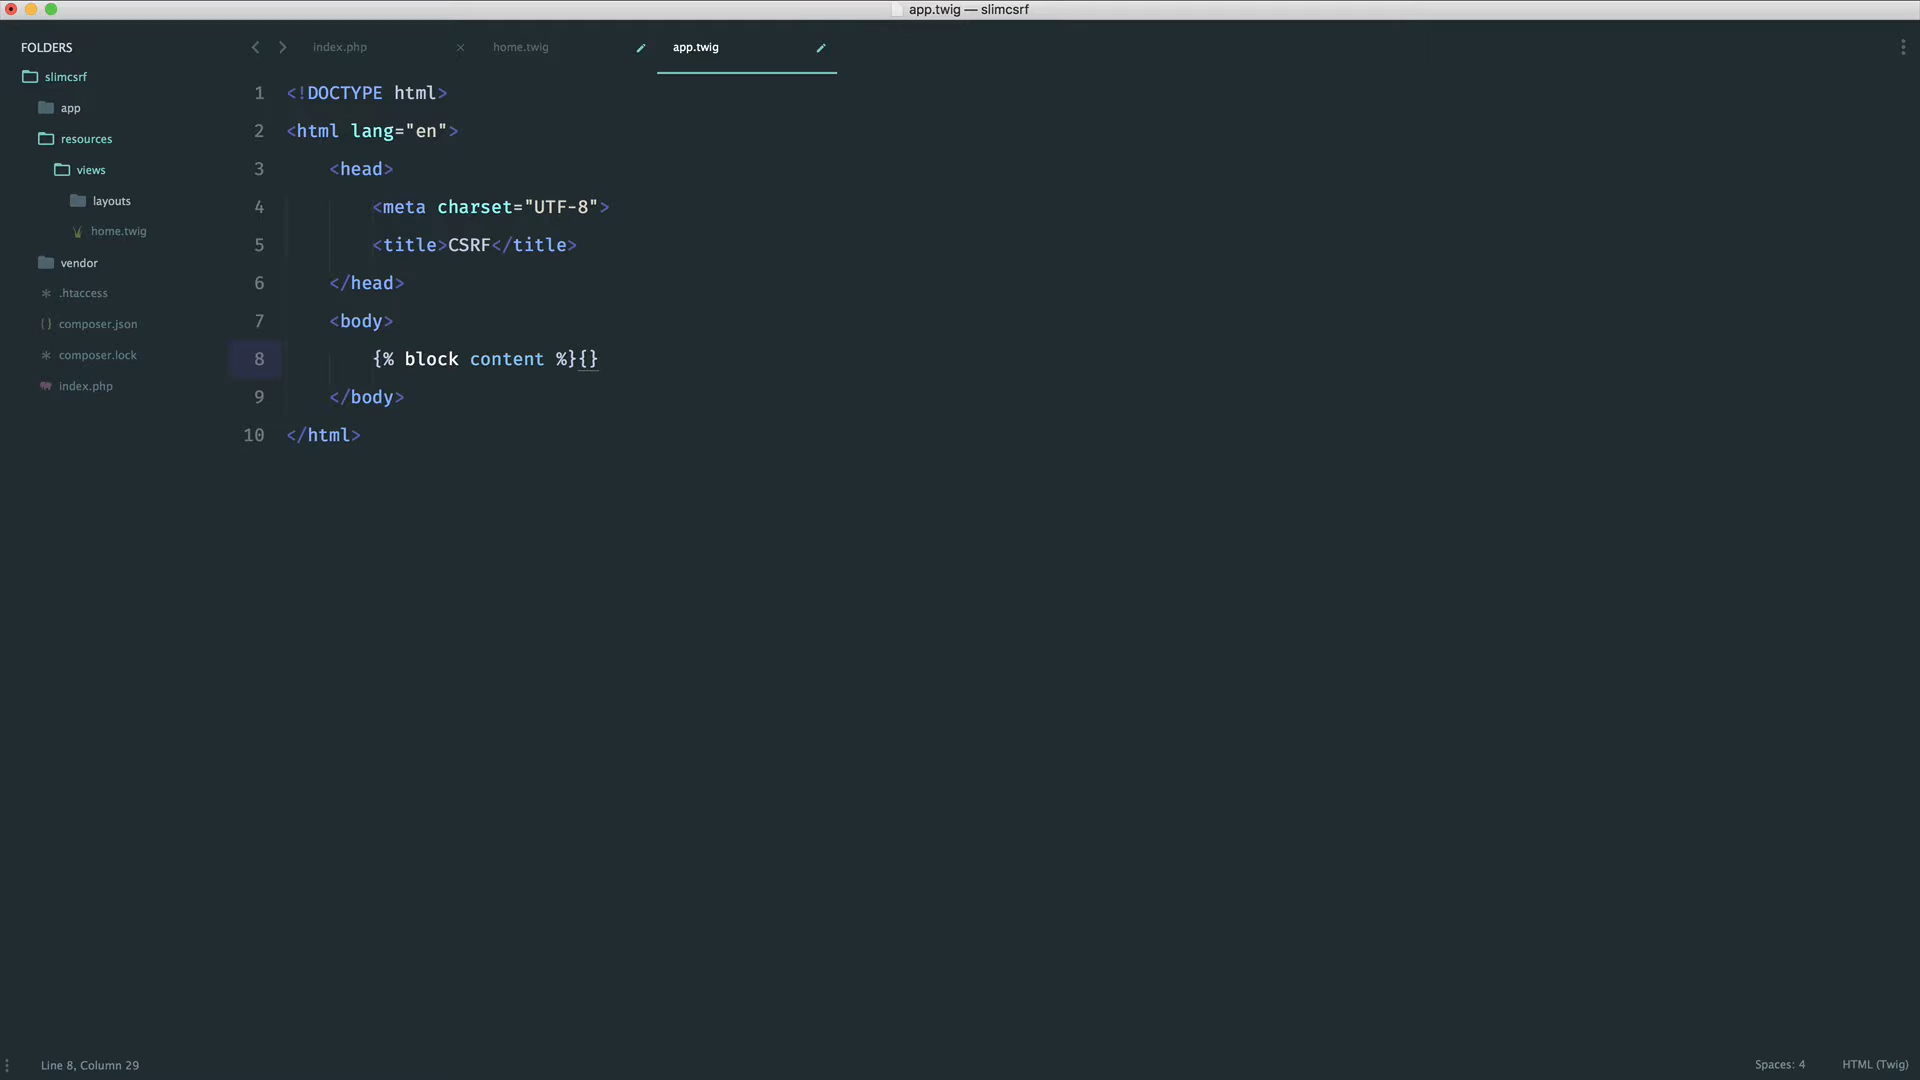 app.twig — slimcsrf
FOLDERS
slimcsrf
app
resources
views
layouts
home.twig
vendor
.htaccess
composer.json
composer.lock
index.php
index.php
home.twig
app.twig
1 <!DOCTYPE html>
2 <html lang="en">
3 <head>
4 <meta charset="UTF-8">
5 <title>CSRF</title>
6 </head>
7 <body>
8 {% block content %}{}
9 </body>
10 </html>
Line 8, Column 29
Spaces: 4
HTML (Twig)